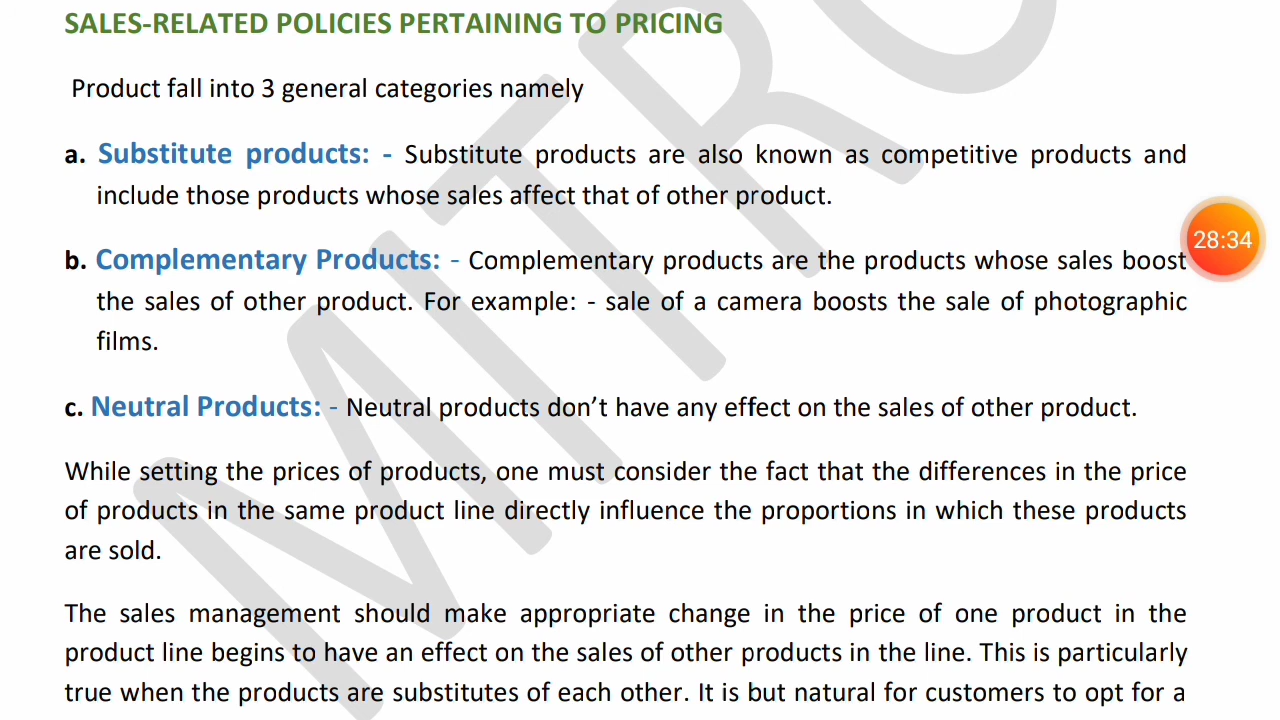 SALES-RELATED POLICIES PERTAINING TO PRICING
Product fall into 3 general categories namely
a. Substitute products: - Substitute products are also known as competitive products and
include those products whose sales affect that of other product.
28:34
b. Complementary Products: - Complementary products are the products whose sales boost
the sales of other product. For example: - sale of a camera boosts the sale of photographic
films.
c. Neutral Products: - Neutral products don’t have any effect on the sales of other product.
While setting the prices of products, one must consider the fact that the differences in the price
of products in the same product line directly influence the proportions in which these products
are sold.
The sales management should make appropriate change in the price of one product in the
product line begins to have an effect on the sales of other products in the line. This is particularly
true when the products are substitutes of each other. It is but natural for customers to opt for a